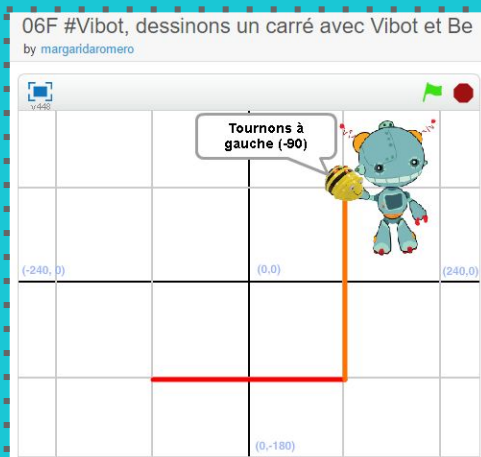 06F #Vibot, dessinons un carré avec Vibot et Be
by margaridaromero
v448
Tournons à
gauche (-90)
(-240, 0)
(0,0)
(240,0)
(0,-180)